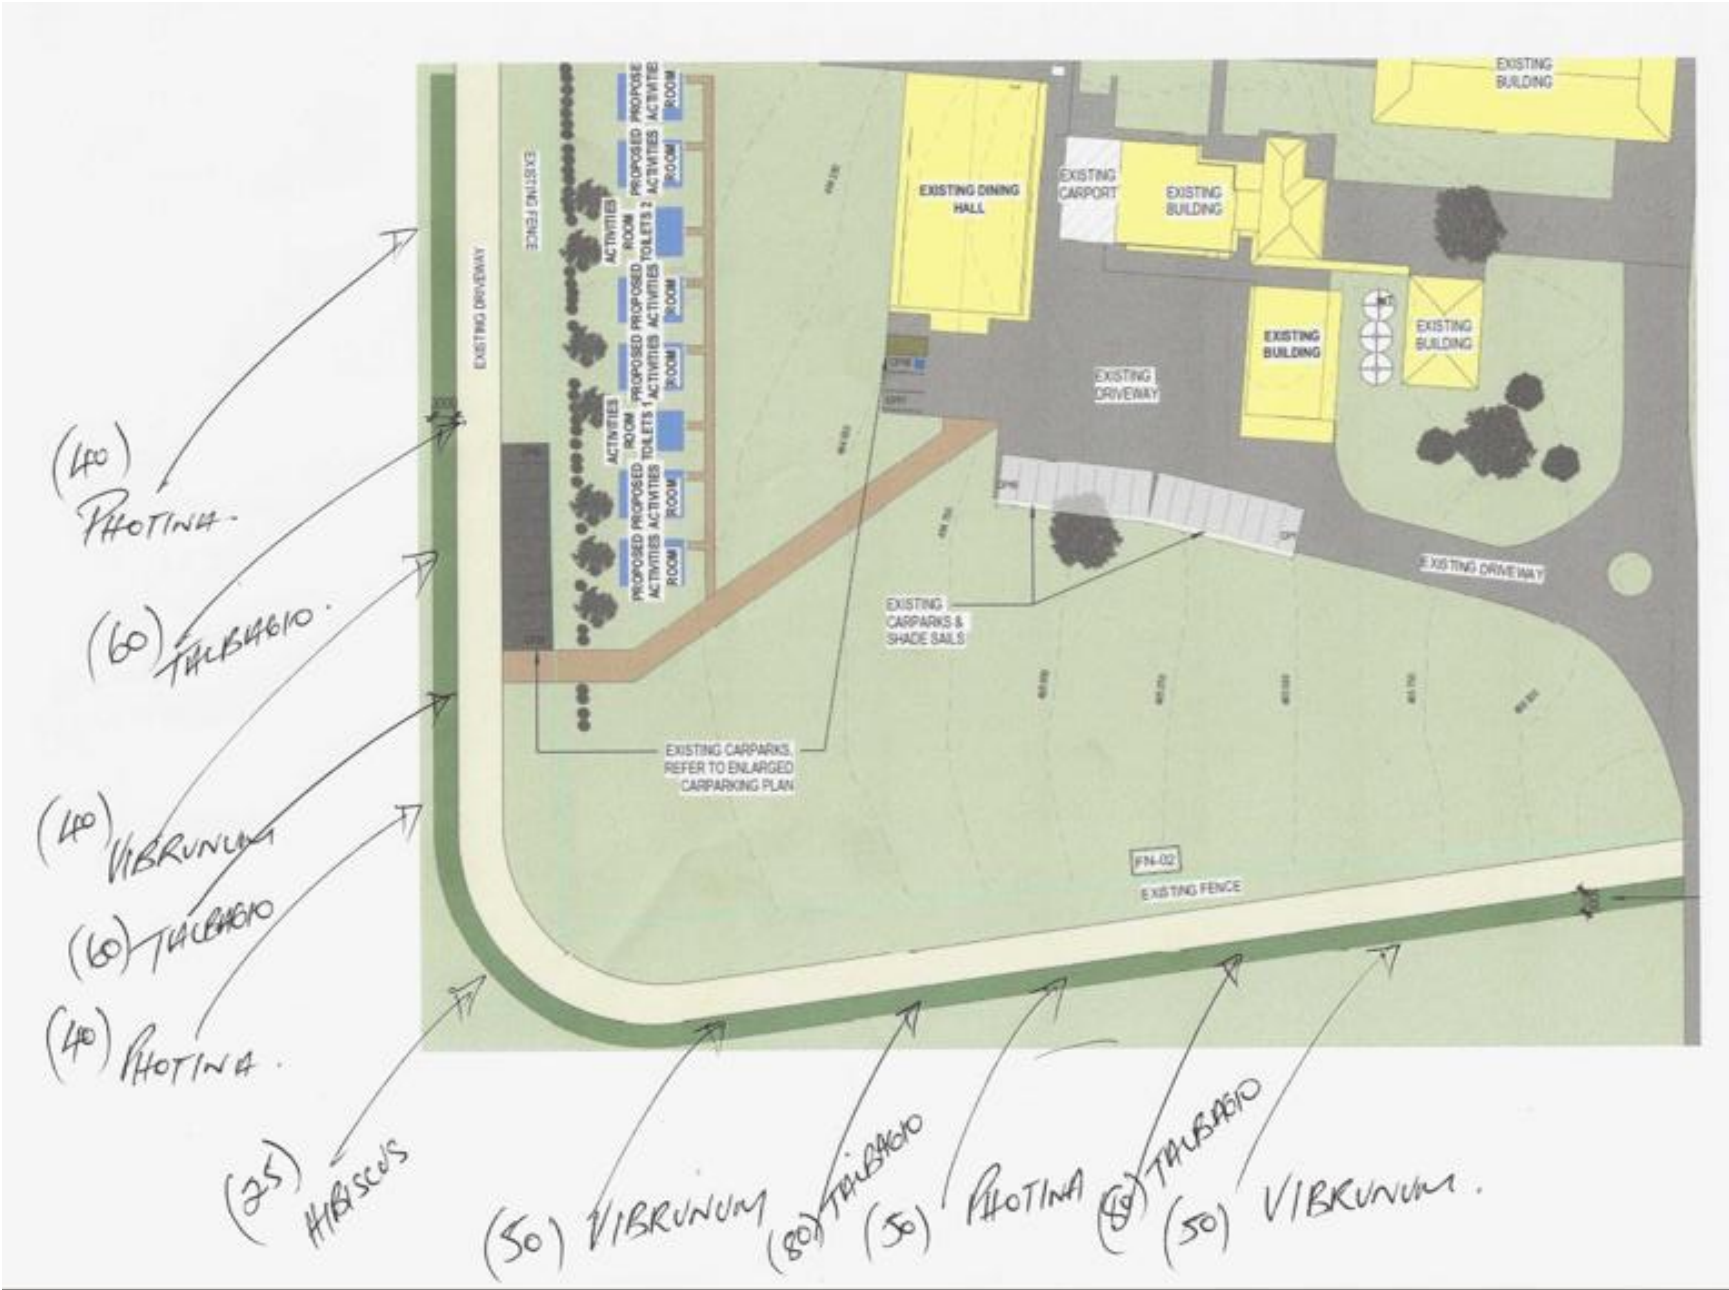 EXISTING
BUILDING
PROPOSED
ACTIVITIES
ROOM
PROPOSED
ACTIVITIES
ROOM
EXISTING FENCE
EXISTING DRIVEWAY
ACTIVITIES
ROOM
TOILETS 2
PROPOSED
ACTIVITIES
ROOM
PROPOSED
ACTIVITIES
ROOM
ACTIVITIES
ROOM
TOILETS 1
PROPOSED
ACTIVITIES
ROOM
PROPOSED
ACTIVITIES
ROOM
EXISTING DINING
HALL
EXISTING
CARPORT
EXISTING
BUILDING
EXISTING
BUILDING
EXISTING
BUILDING
EXISTING
DRIVEWAY
EXISTING DRIVEWAY
EXISTING
CARPARKS &
SHADE SAILS
EXISTING CARPARKS,
REFER TO ENLARGED
CARPARKING PLAN
FN-02
EXISTING FENCE
(40)
PHOTINA.
(60) TALBAGIO.
(40) VIBRUNUM
(60) TALBAGIO
(40) PHOTINA.
(25)
HIBISCUS
(50) VIBRUNUM
(80) TALBAGIO
(50) PHOTINA
(80) TALBAGIO
(50) VIBRUNUM.